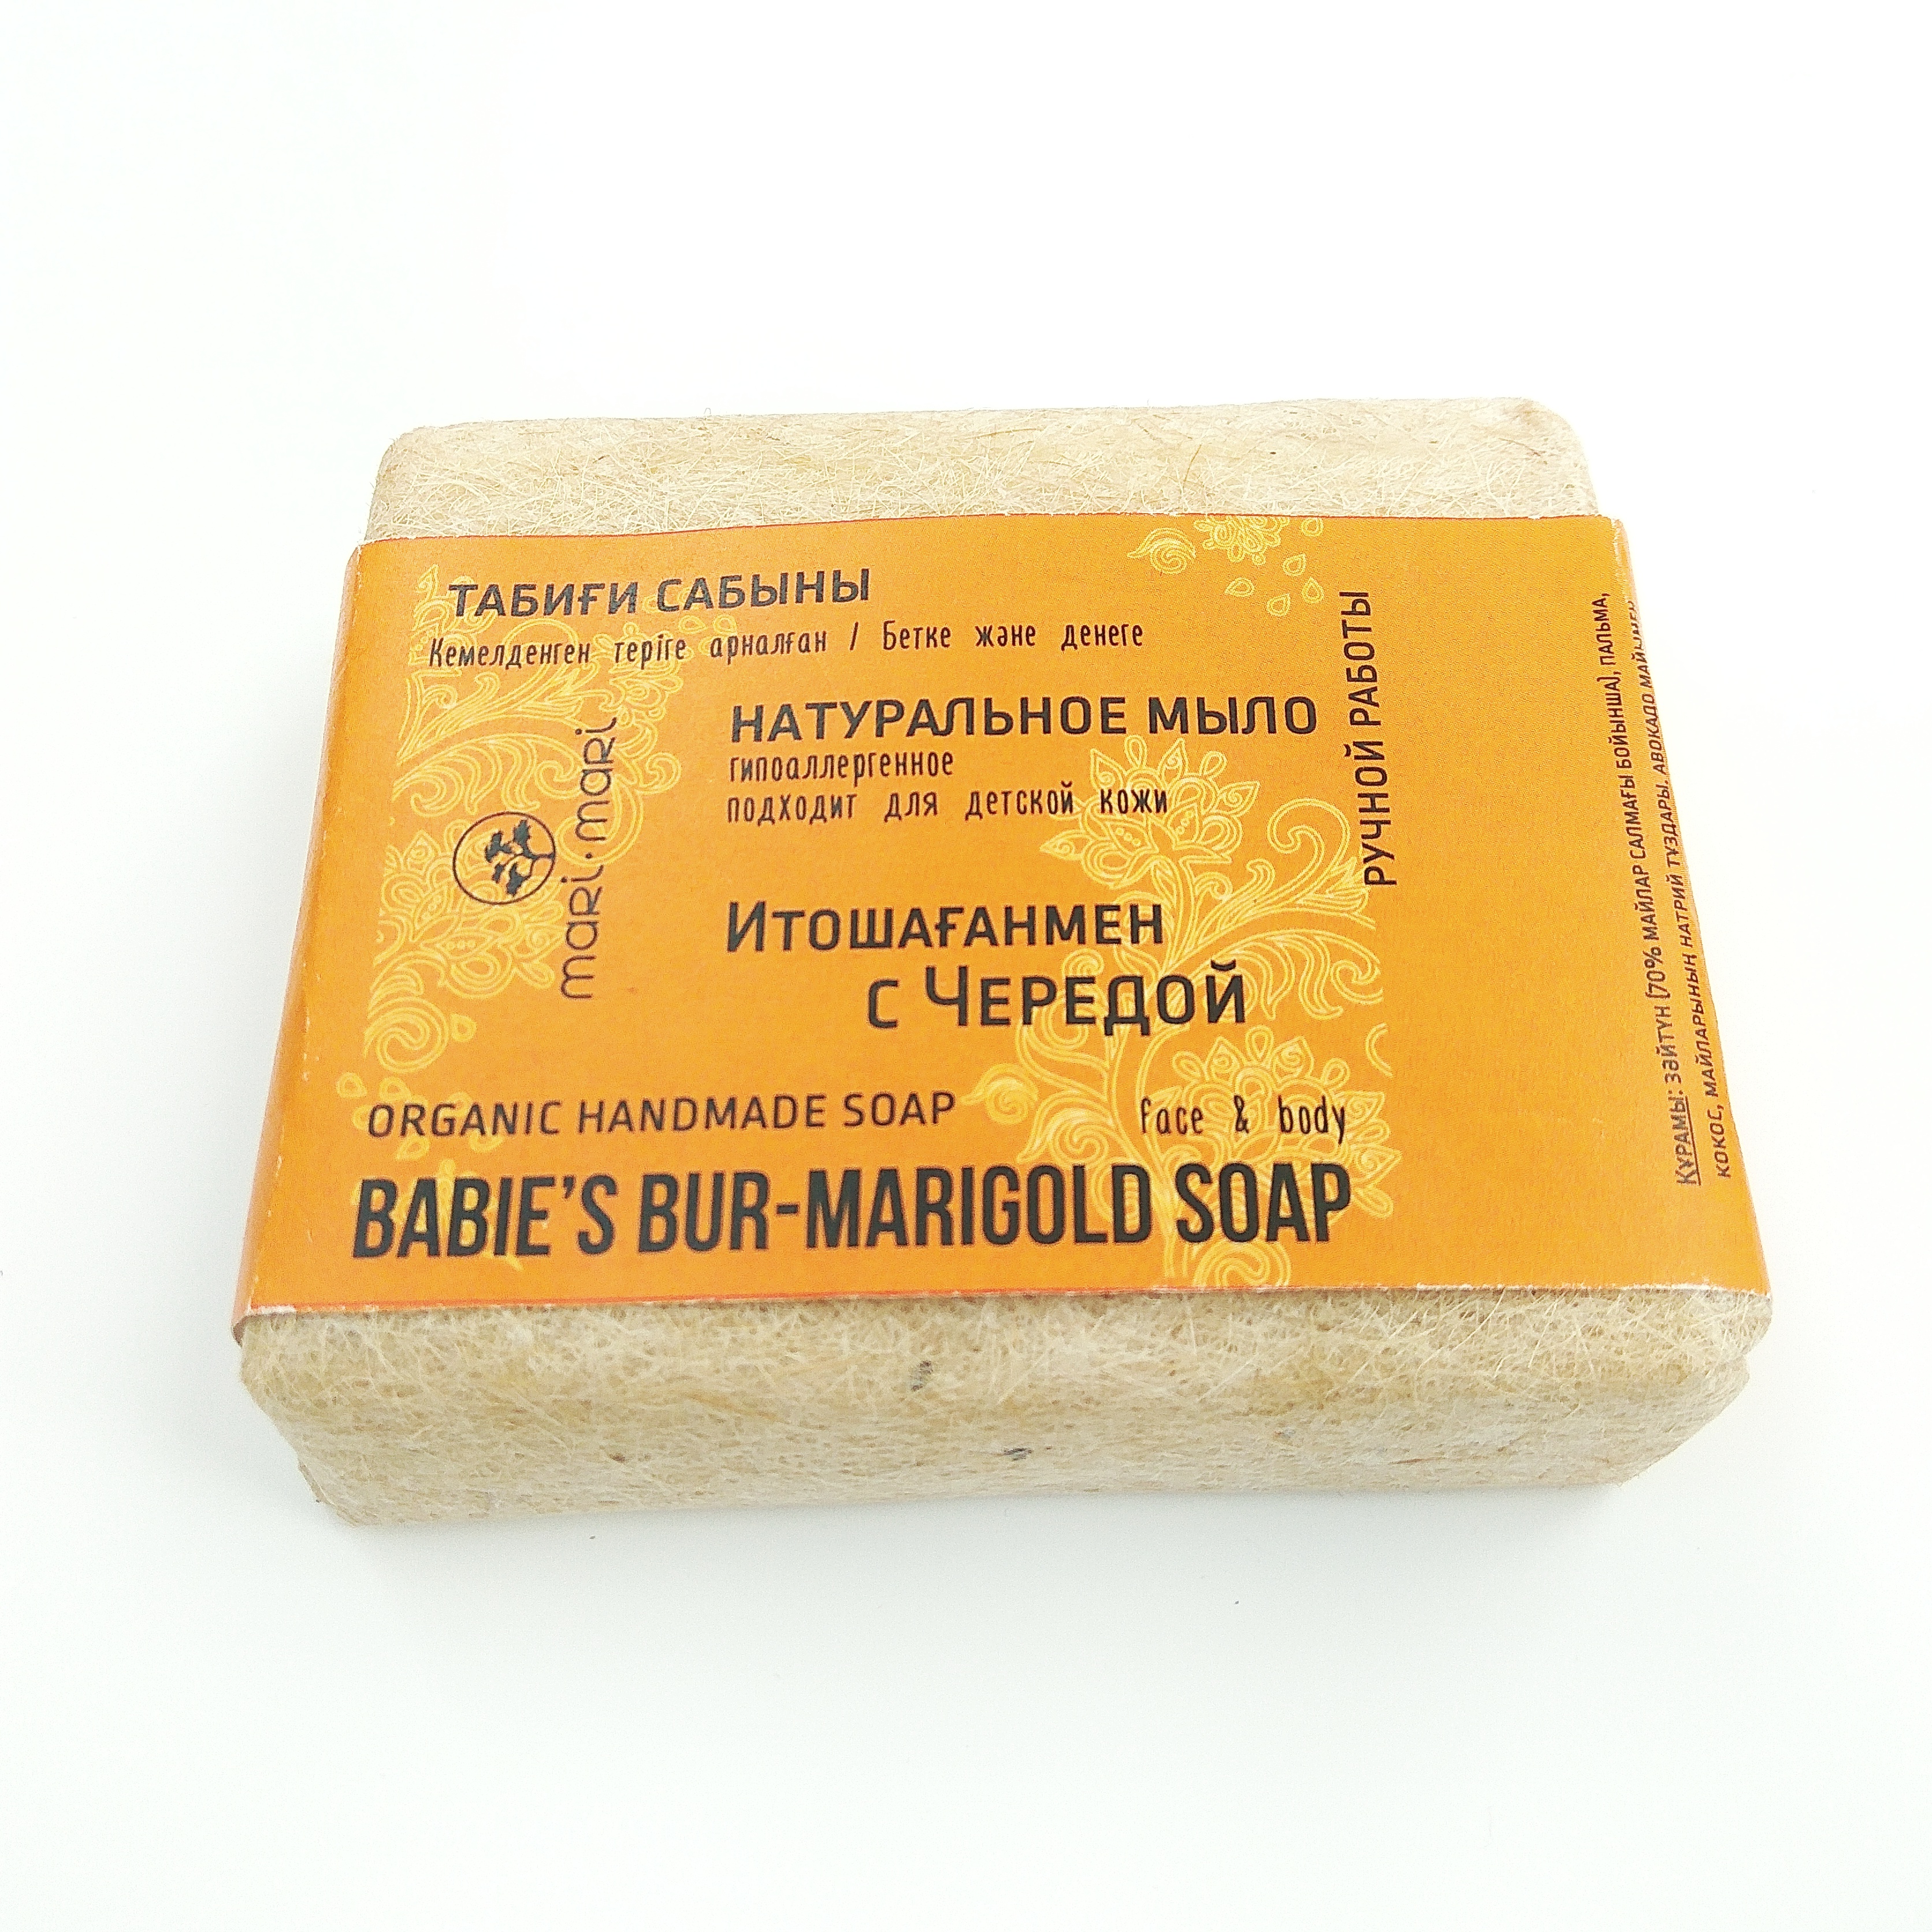 ТАБИҒИ САБЫНЫ
Кемелденген теріге арналған / Бетке және денеге
НАТУРАЛЬНОЕ МЫЛО
гипоаллергенное
подходит для детской кожи
РУЧНОЙ РАБОТЫ
mari·mari
ИТОШАҒАНМЕН
С ЧЕРЕДОЙ
ORGANIC HANDMADE SOAP
face & body
BABIE'S BUR-MARIGOLD SOAP
ҚҰРАМЫ: ЗӘЙТҮН (70% МАЙЛАР САЛМАҒЫ БОЙЫНША), ПАЛЬМА,
КОКОС, МАЙЛАРЫНЫҢ НАТРИЙ ТҰЗДАРЫ, АВОКАДО